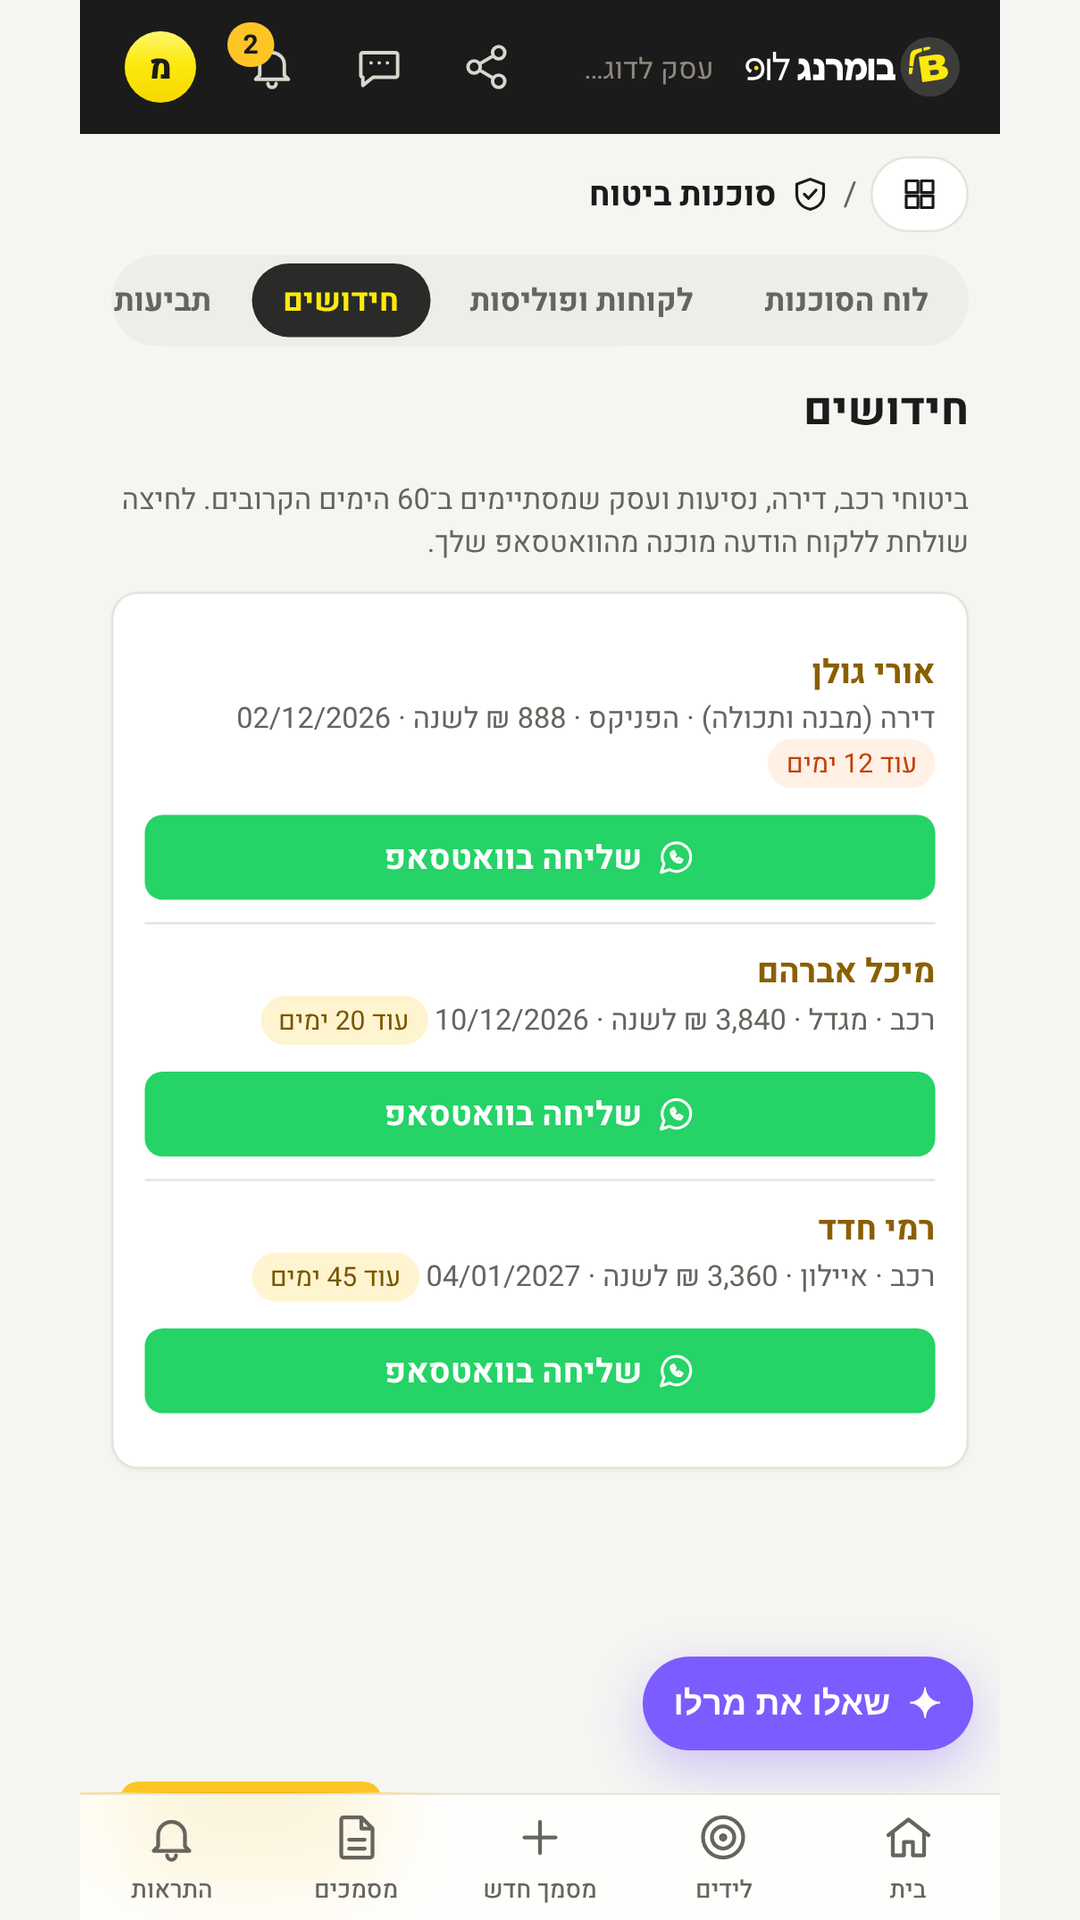 בומרנג לופ
עסק לדוג...
2
מ
/ סוכנות ביטוח
לוח הסוכנות
לקוחות ופוליסות
חידושים
תביעות
חידושים
ביטוחי רכב, דירה, נסיעות ועסק שמסתיימים ב־60 הימים הקרובים. לחיצה
שולחת ללקוח הודעה מוכנה מהוואטסאפ שלך.
אורי גולן
דירה (מבנה ותכולה) · הפניקס · 888 ₪ לשנה · 02/12/2026
עוד 12 ימים
שליחה בוואטסאפ
מיכל אברהם
רכב · מגדל · 3,840 ₪ לשנה · 10/12/2026 עוד 20 ימים
שליחה בוואטסאפ
רמי חדד
רכב · איילון · 3,360 ₪ לשנה · 04/01/2027 עוד 45 ימים
שליחה בוואטסאפ
שאלו את מרלו
בית
לידים
מסמך חדש
מסמכים
התראות